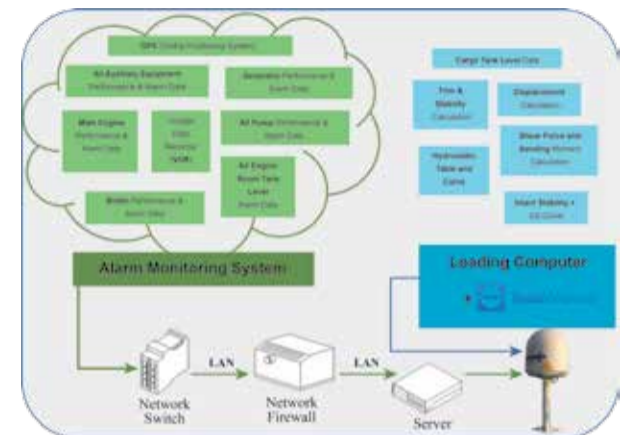 GPS (Global Positioning System)
All Auxiliary Equipment
Performance & Alarm Data
Generator Performance &
Alarm Data
Main Engine
Performance
& Alarm Data
Voyage
Data
Recorder
(VDR)
All Pump Performance &
Alarm Data
All Engine
Room Tank
Level
Alarm Data
Boiler Performance &
Alarm Data
Alarm Monitoring System
Cargo Tank Level Data
Trim &
Stability
Calculation
Displacement
Calculation
Shear Force and
Bending Moment
Calculation
Hydrostatic
Table and
Curve
Intact Stability +
Loading Computer
+
LAN
LAN
Network
Switch
Network
Firewall
Server